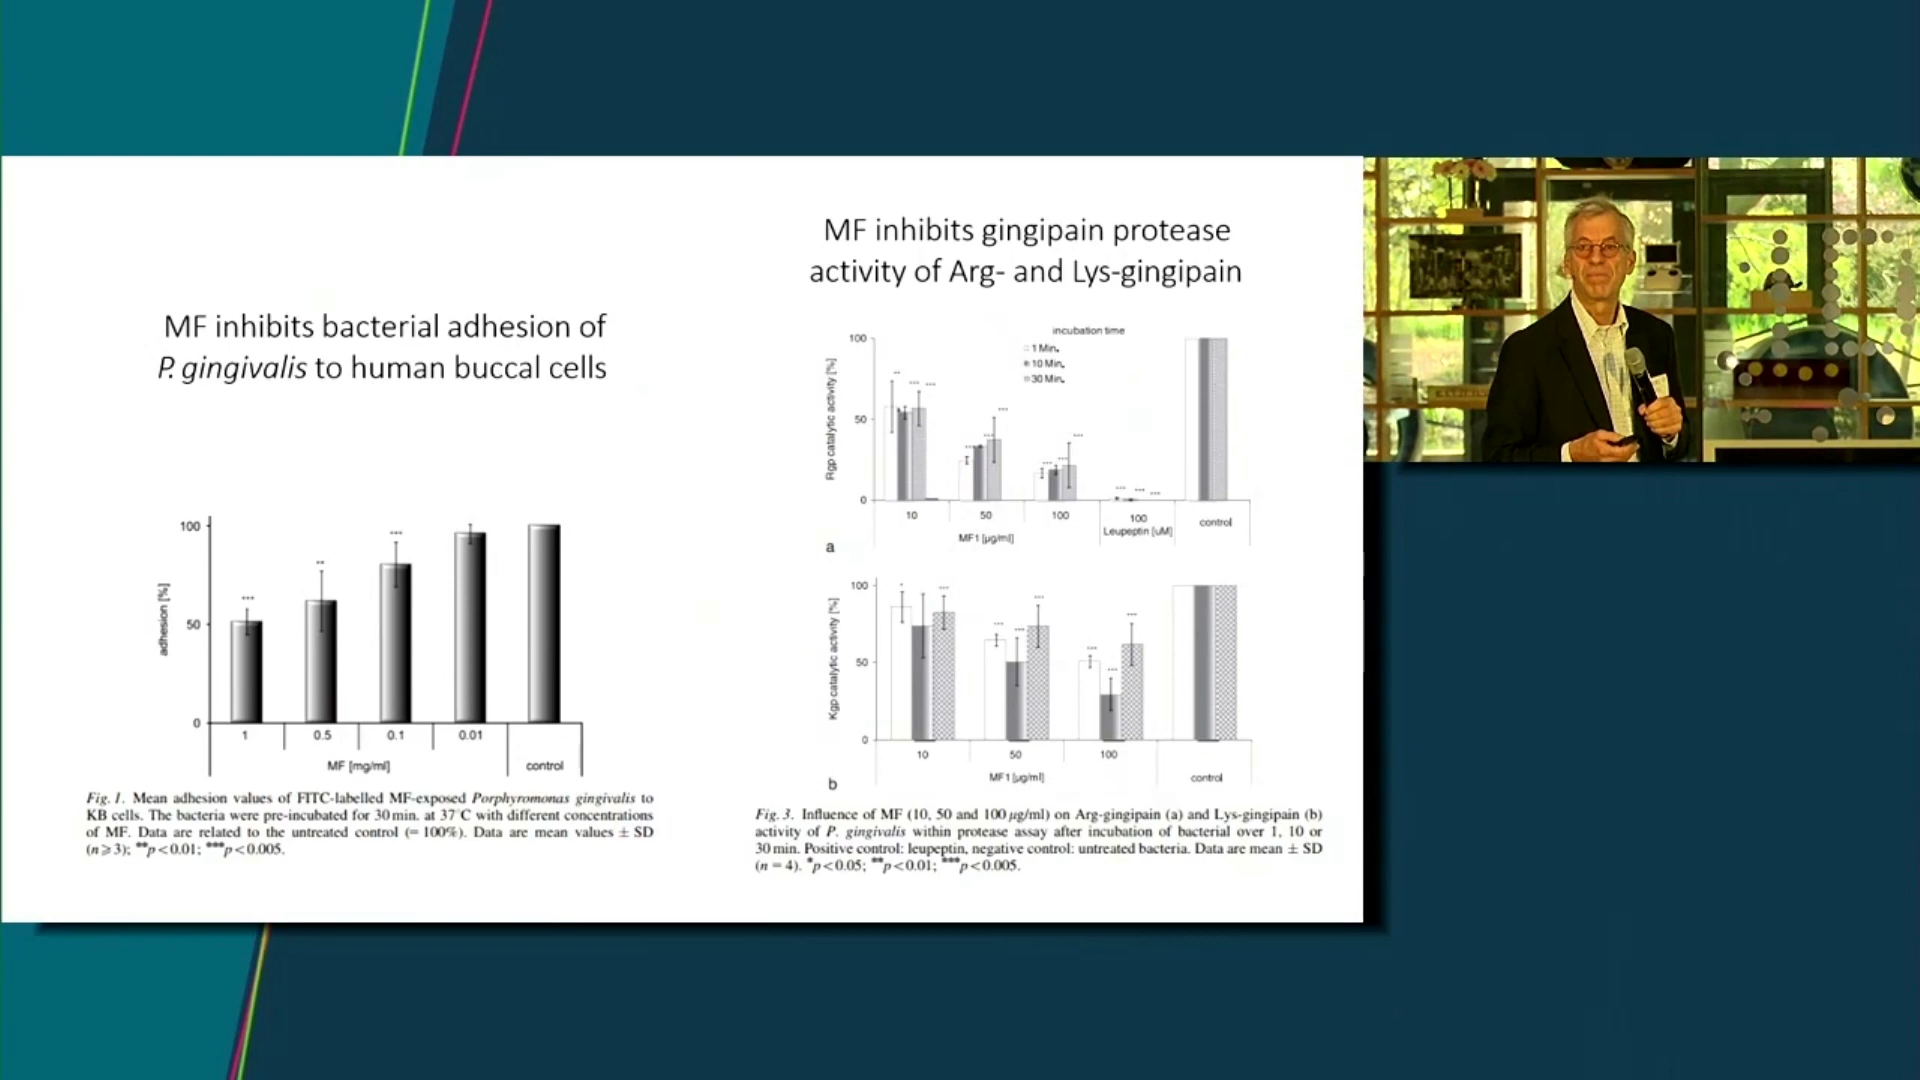 MF inhibits bacterial adhesion of
P. gingivalis to human buccal cells
100
50
0
adhesion [%]
***
**
***
1
0.5
0.1
0.01
MF [mg/ml]
control
Fig. 1. Mean adhesion values of FITC-labelled MF-exposed Porphyromonas gingivalis to
KB cells. The bacteria were pre-incubated for 30 min. at 37°C with different concentrations
of MF. Data are related to the untreated control (= 100%). Data are mean values ± SD
(n⩾3); **p<0.01; ***p<0.005.
MF inhibits gingipain protease
activity of Arg- and Lys-gingipain
incubation time
1 Min.
10 Min.
30 Min.
100
50
0
Rgp catalytic activity [%]
** *** ***
*** *** ***
*** *** ***
*** *** ***
10
50
100
100
Leupeptin [uM]
control
MF1 [µg/ml]
a
100
50
0
Kgp catalytic activity [%]
* ***
*** *** ***
*** *** ***
10
50
100
MF1 [µg/ml]
control
b
Fig. 3. Influence of MF (10, 50 and 100 µg/ml) on Arg-gingipain (a) and Lys-gingipain (b)
activity of P. gingivalis within protease assay after incubation of bacterial over 1, 10 or
30 min. Positive control: leupeptin, negative control: untreated bacteria. Data are mean ± SD
(n = 4). *p<0.05; **p<0.01; ***p<0.005.